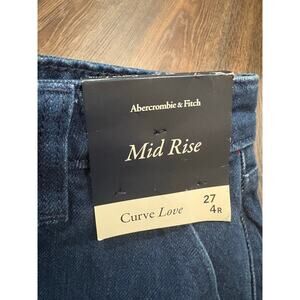 Abercrombie & Fitch
Mid Rise
Curve Love
27
4R